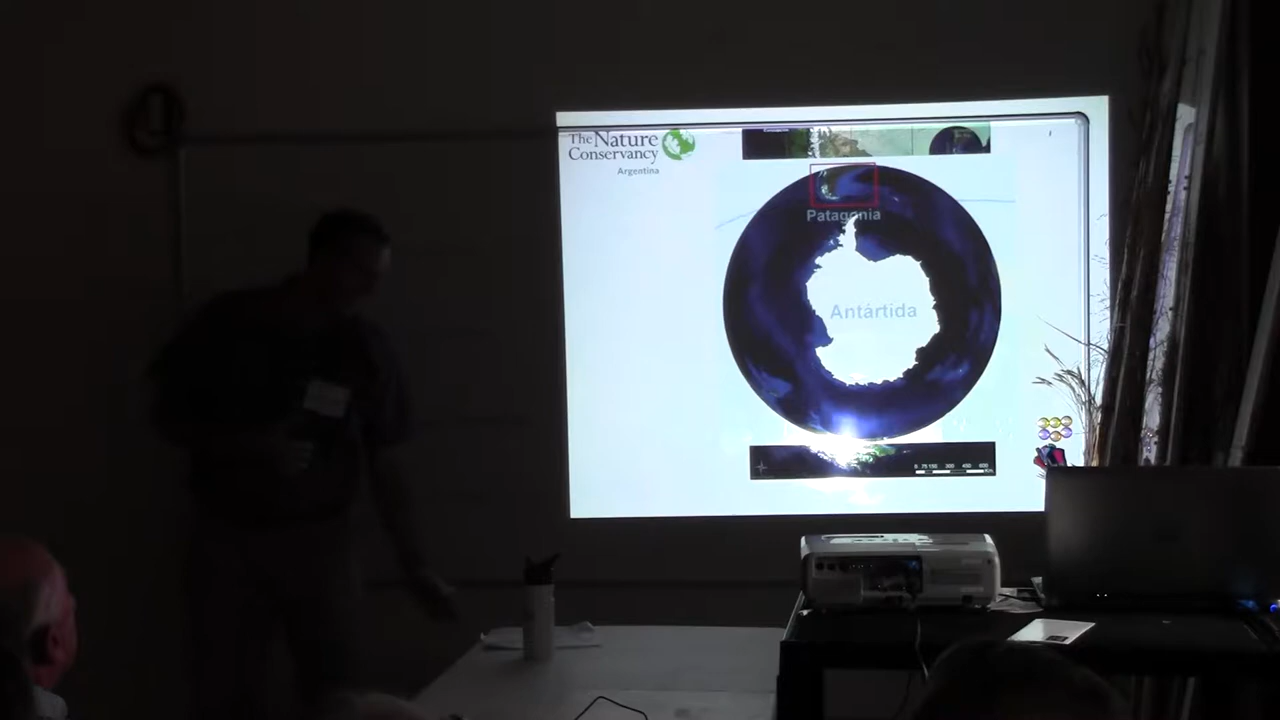 The Nature
Conservancy
Argentina
Patagonia
Antártida